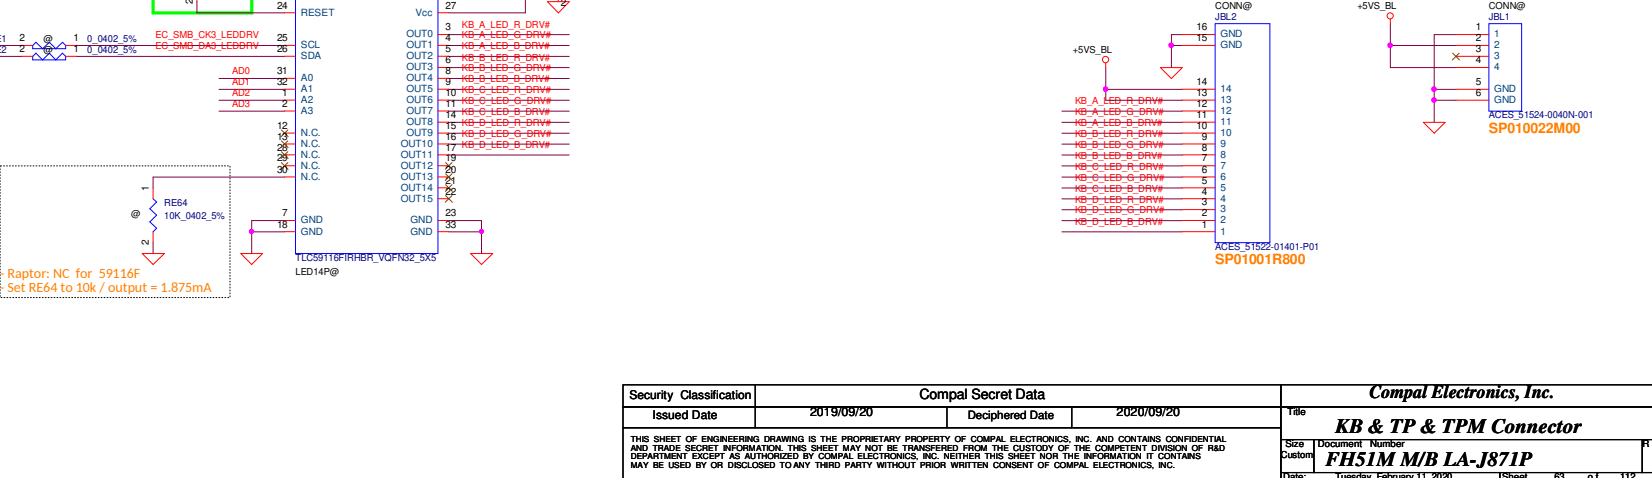 24 RESET Vcc 27
EC_SMB_CK3_LEDDRV
EC_SMB_DA3_LEDDRV
E1 2 @ 1 0_0402_5% 25 SCL
E2 2 @ 1 0_0402_5% 26 SDA
AD0 31 A0
AD1 32 A1
AD2 1 A2
AD3 2 A3
12 N.C.
13 N.C.
28 N.C.
29 N.C.
30 N.C.
7 GND
18 GND
OUT0 3 KB_A_LED_R_DRV#
OUT1 4 KB_A_LED_G_DRV#
OUT2 5 KB_A_LED_B_DRV#
OUT3 6 KB_B_LED_R_DRV#
OUT4 8 KB_B_LED_G_DRV#
OUT5 9 KB_B_LED_B_DRV#
OUT6 10 KB_C_LED_R_DRV#
OUT7 11 KB_C_LED_G_DRV#
OUT8 14 KB_C_LED_B_DRV#
OUT9 15 KB_D_LED_R_DRV#
OUT10 16 KB_D_LED_G_DRV#
OUT11 17 KB_D_LED_B_DRV#
OUT12 19
OUT13 20
OUT14 21
OUT15 22
GND 23
GND 33
TLC59116FIRHBR_VQFN32_5X5
LED14P@
1
RE64
@ 10K_0402_5%
2
- Raptor: NC for 59116F
- Set RE64 to 10k / output = 1.875mA
CONN@
JBL2
16 GND
15 GND
+5VS_BL
14 14
KB_A_LED_R_DRV# 13 13
KB_A_LED_G_DRV# 12 12
KB_A_LED_B_DRV# 11 11
KB_B_LED_R_DRV# 10 10
KB_B_LED_G_DRV# 9 9
KB_B_LED_B_DRV# 8 8
KB_C_LED_R_DRV# 7 7
KB_C_LED_G_DRV# 6 6
KB_C_LED_B_DRV# 5 5
KB_D_LED_R_DRV# 4 4
KB_D_LED_G_DRV# 3 3
KB_D_LED_B_DRV# 2 2
1 1
ACES_51522-01401-P01
SP01001R800
CONN@
+5VS_BL
JBL1
1 1
2 2
3 3
4 4
5 GND
6 GND
ACES_51524-0040N-001
SP010022M00
Security Classification Compal Secret Data
Issued Date 2019/09/20 Deciphered Date 2020/09/20
THIS SHEET OF ENGINEERING DRAWING IS THE PROPRIETARY PROPERTY OF COMPAL ELECTRONICS, INC. AND CONTAINS CONFIDENTIAL
AND TRADE SECRET INFORMATION. THIS SHEET MAY NOT BE TRANSFERED FROM THE CUSTODY OF THE COMPETENT DIVISION OF R&D
DEPARTMENT EXCEPT AS AUTHORIZED BY COMPAL ELECTRONICS, INC. NEITHER THIS SHEET NOR THE INFORMATION IT CONTAINS
MAY BE USED BY OR DISCLOSED TO ANY THIRD PARTY WITHOUT PRIOR WRITTEN CONSENT OF COMPAL ELECTRONICS, INC.
Compal Electronics, Inc.
Title
KB & TP & TPM Connector
Size Document Number R
Custom FH51M M/B LA-J871P
Date: Tuesday, February 11, 2020 Sheet 63 of 112